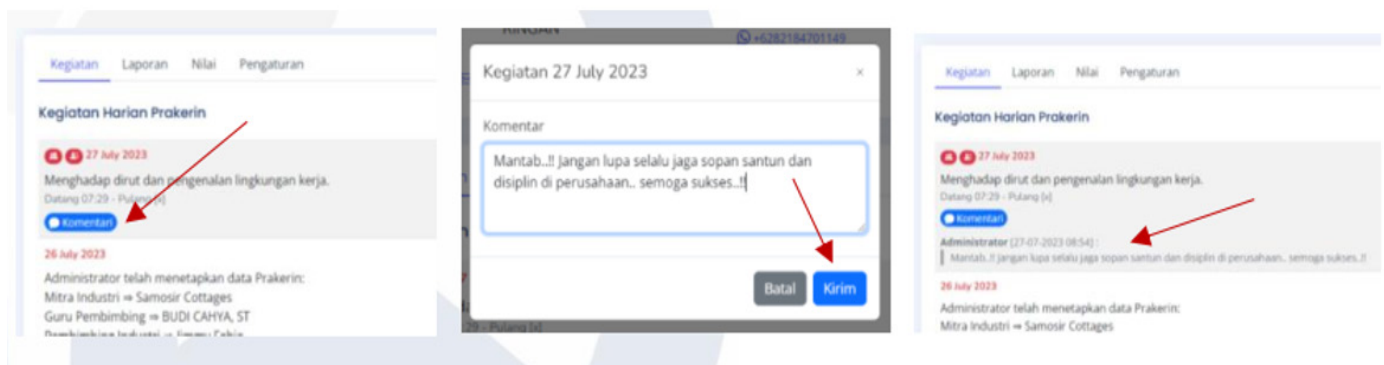 Kegiatan Laporan Nilai Pengaturan
Kegiatan Harian Prakerin
27 July 2023
Menghadap dirut dan pengenalan lingkungan kerja.
Datang 07:29 - Pulang [x]
Komentari
26 July 2023
Administrator telah menetapkan data Prakerin:
Mitra Industri ⇒ Samosir Cottages
Guru Pembimbing ⇒ BUDI CAHYA, ST
Pembimbing Industri
RINGAN
+6282184701149
Kegiatan 27 July 2023 ×
Komentar
Mantab..!! Jangan lupa selalu jaga sopan santun dan
disiplin di perusahaan.. semoga sukses..!!
Batal Kirim
29 - Pulang [x]
Kegiatan Laporan Nilai Pengaturan
Kegiatan Harian Prakerin
27 July 2023
Menghadap dirut dan pengenalan lingkungan kerja.
Datang 07:29 - Pulang [x]
Komentari
Administrator [27-07-2023 08:54] :
Mantab..!! Jangan lupa selalu jaga sopan santun dan disiplin di perusahaan.. semoga sukses..!!
26 July 2023
Administrator telah menetapkan data Prakerin:
Mitra Industri ⇒ Samosir Cottages